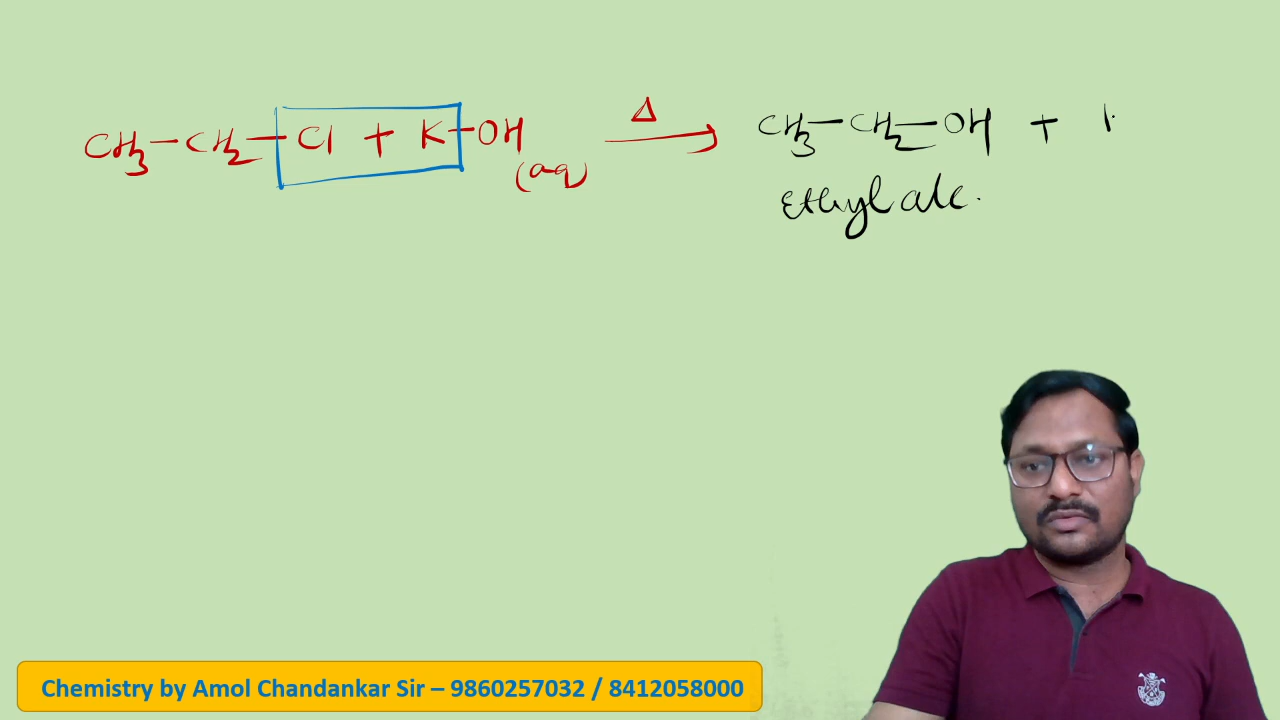 CH3-CH2-Cl + K-OH (aq) Δ → CH3-CH2-OH +
Ethyl alc.
Chemistry by Amol Chandankar Sir – 9860257032 / 8412058000